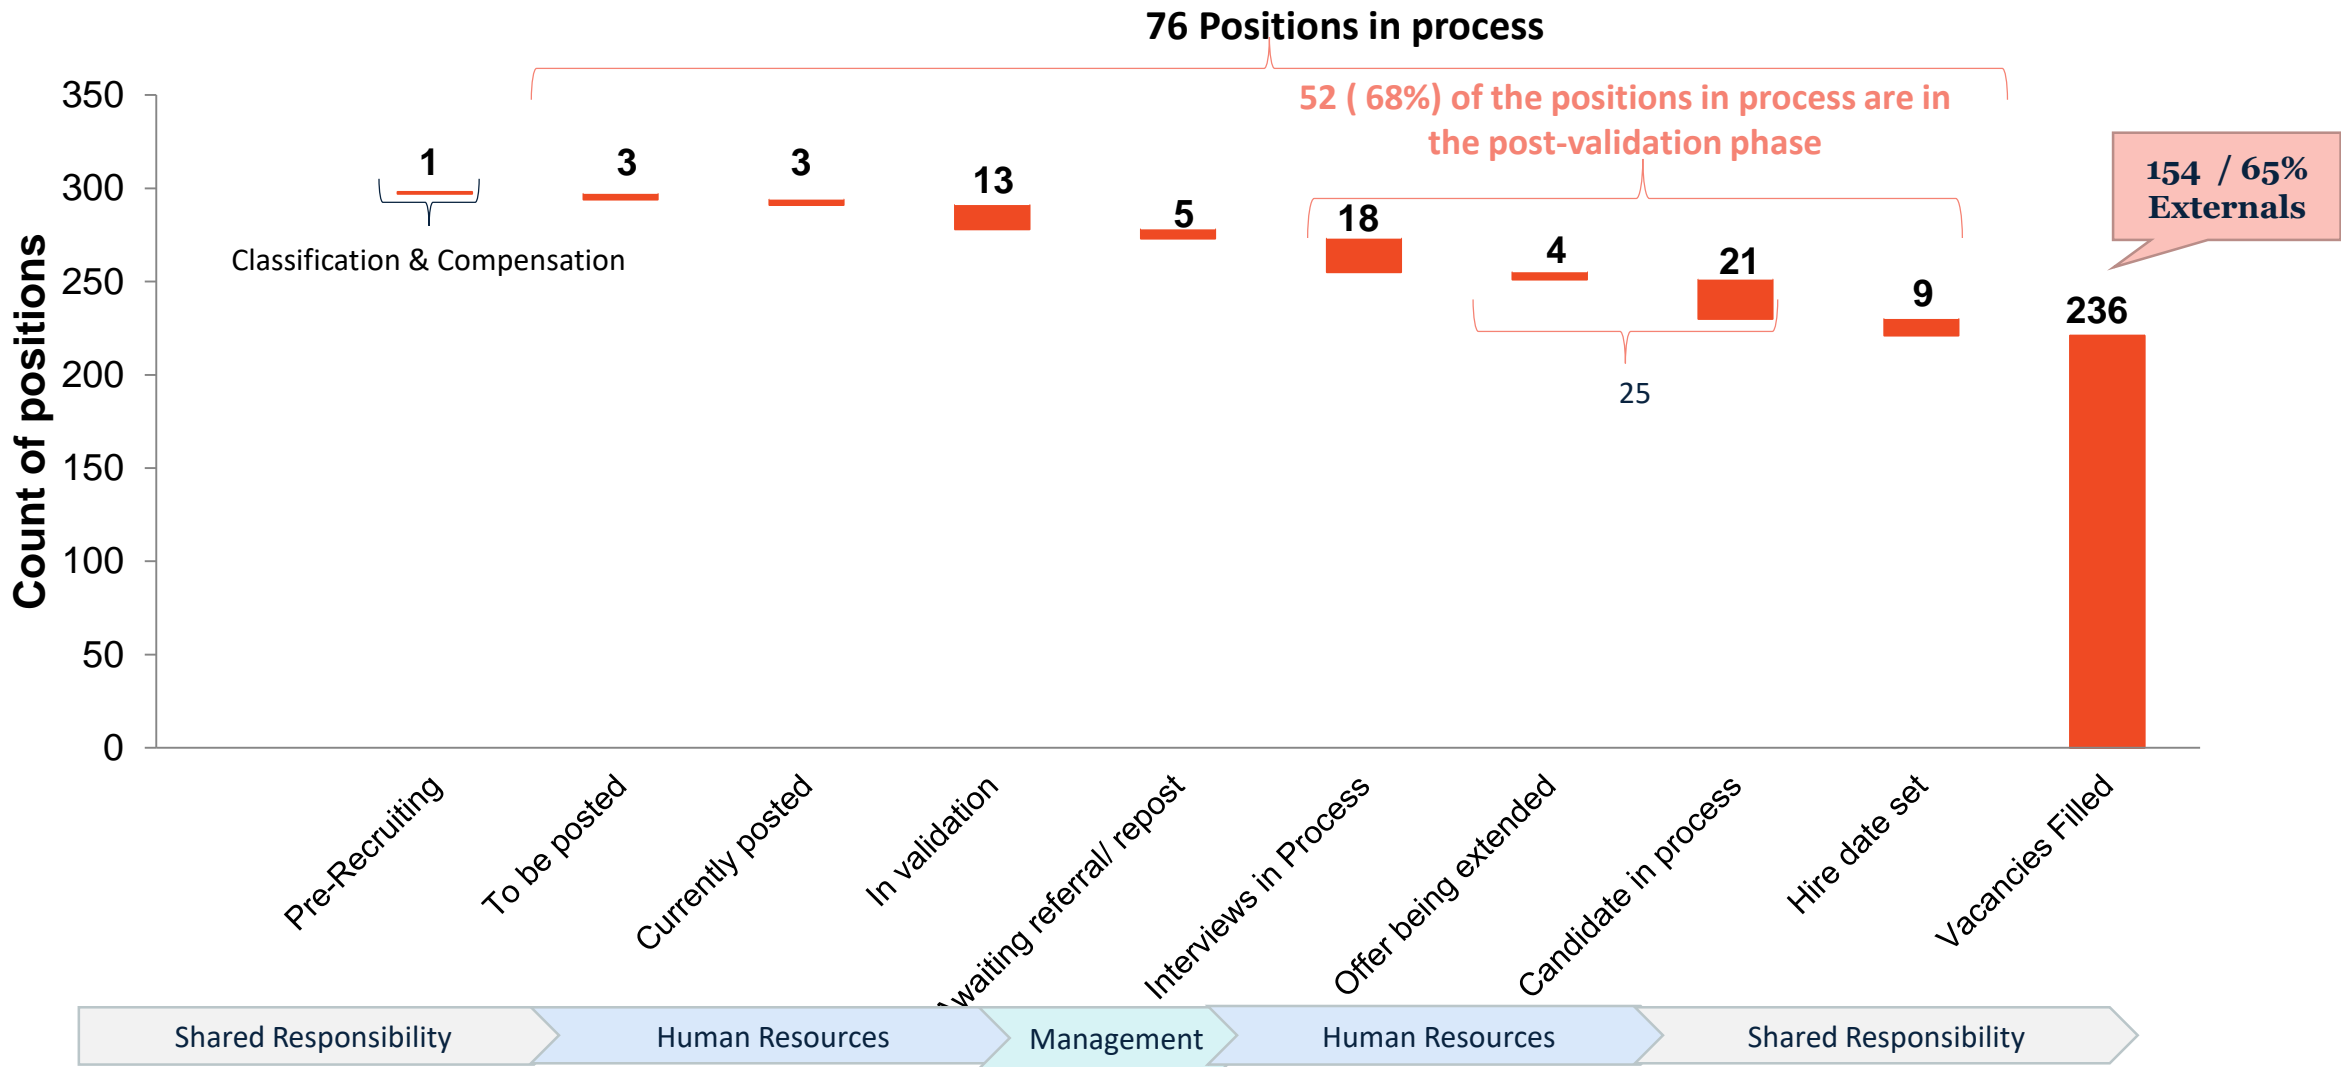 76 Positions in process
52 ( 68%) of the positions in process are in
the post-validation phase
154 / 65%
Externals
Count of positions
350
300
250
200
150
100
50
0
1
3
3
13
5
18
4
21
9
236
Classification & Compensation
25
Pre-Recruiting
To be posted
Currently posted
In validation
Awaiting referral/ repost
Interviews in Process
Offer being extended
Candidate in process
Hire date set
Vacancies Filled
Shared Responsibility
Human Resources
Management
Human Resources
Shared Responsibility